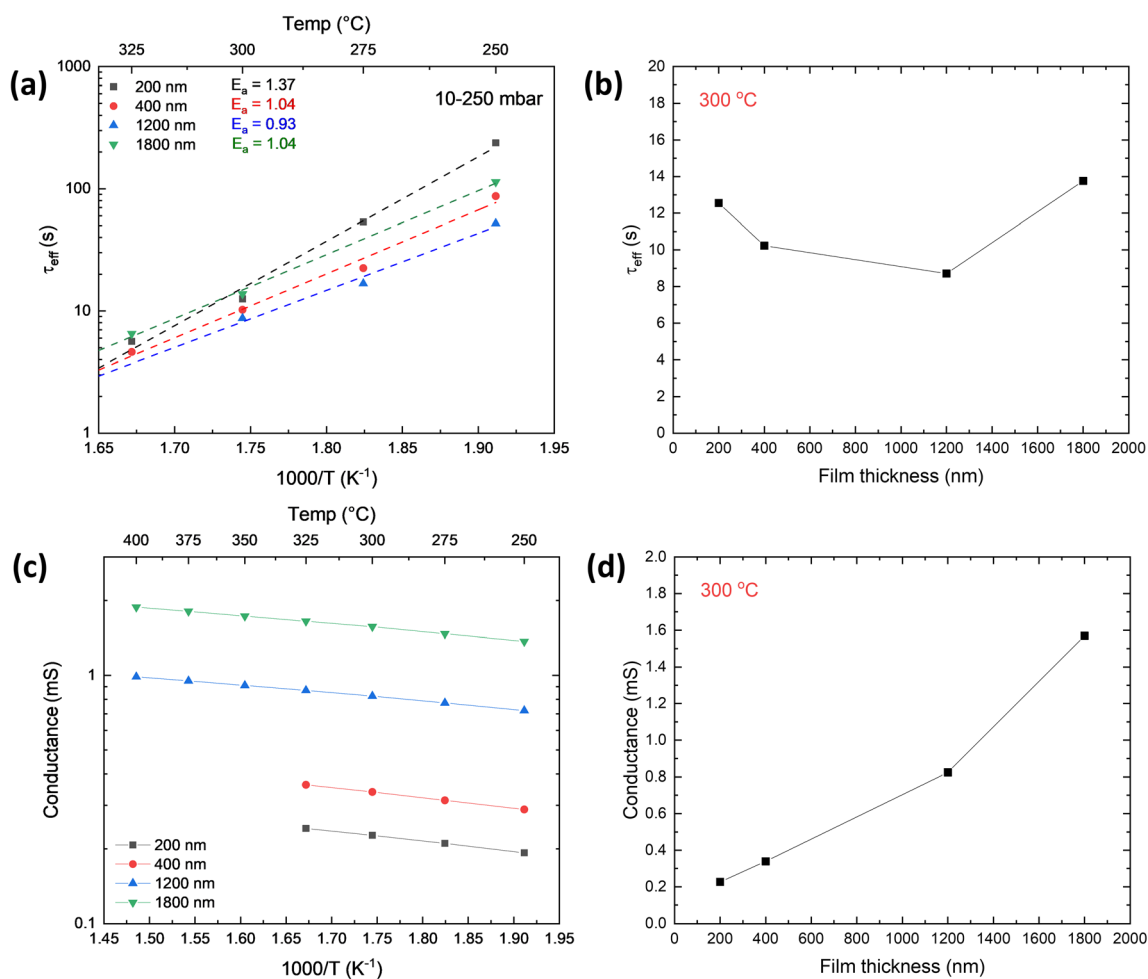 Temp (°C)
325 300 275 250
(a)
1000
100
10
1
τeff (s)
200 nm Ea = 1.37
400 nm Ea = 1.04
1200 nm Ea = 0.93
1800 nm Ea = 1.04
10-250 mbar
1.65 1.70 1.75 1.80 1.85 1.90 1.95
1000/T (K-1)
(b)
300 °C
20
18
16
14
12
10
8
6
4
2
0
τeff (s)
0 200 400 600 800 1000 1200 1400 1600 1800 2000
Film thickness (nm)
Temp (°C)
400 375 350 325 300 275 250
(c)
1
0.1
Conductance (mS)
200 nm
400 nm
1200 nm
1800 nm
1.45 1.50 1.55 1.60 1.65 1.70 1.75 1.80 1.85 1.90 1.95
1000/T (K-1)
(d)
300 °C
2.0
1.8
1.6
1.4
1.2
1.0
0.8
0.6
0.4
0.2
0.0
Conductance (mS)
0 200 400 600 800 1000 1200 1400 1600 1800 2000
Film thickness (nm)